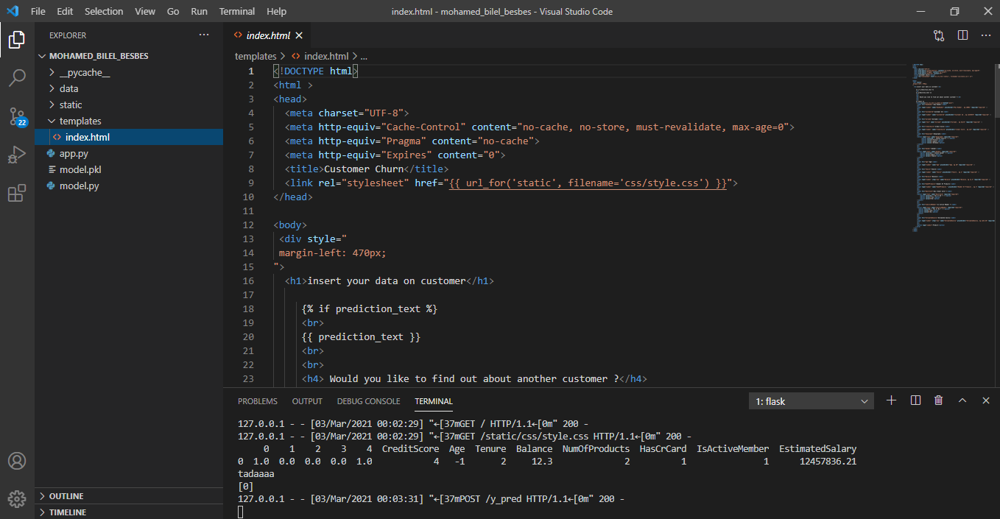 File Edit Selection View Go Run Terminal Help index.html - mohamed_bilel_besbes - Visual Studio Code
EXPLORER
MOHAMED_BILEL_BESBES
__pycache__
data
static
templates
index.html
app.py
model.pkl
model.py
22
OUTLINE
TIMELINE
index.html
templates > index.html > ...
1 <!DOCTYPE html>
2 <html >
3 <head>
4 <meta charset="UTF-8">
5 <meta http-equiv="Cache-Control" content="no-cache, no-store, must-revalidate, max-age=0">
6 <meta http-equiv="Pragma" content="no-cache">
7 <meta http-equiv="Expires" content="0">
8 <title>Customer Churn</title>
9 <link rel="stylesheet" href="{{ url_for('static', filename='css/style.css') }}">
10 </head>
11
12 <body>
13 <div style="
14 margin-left: 470px;
15 ">
16 <h1>insert your data on customer</h1>
17
18 {% if prediction_text %}
19 <br>
20 {{ prediction_text }}
21 <br>
22 <br>
23 <h4> Would you like to find out about another customer ?</h4>
PROBLEMS OUTPUT DEBUG CONSOLE TERMINAL 1: flask
127.0.0.1 - - [03/Mar/2021 00:02:29] "←[37mGET / HTTP/1.1←[0m" 200 -
127.0.0.1 - - [03/Mar/2021 00:02:29] "←[37mGET /static/css/style.css HTTP/1.1←[0m" 200 -
0 1 2 3 4 CreditScore Age Tenure Balance NumOfProducts HasCrCard IsActiveMember EstimatedSalary
0 1.0 0.0 0.0 0.0 1.0 4 -1 2 12.3 2 1 1 12457836.21
tadaaaa
[0]
127.0.0.1 - - [03/Mar/2021 00:03:31] "←[37mPOST /y_pred HTTP/1.1←[0m" 200 -